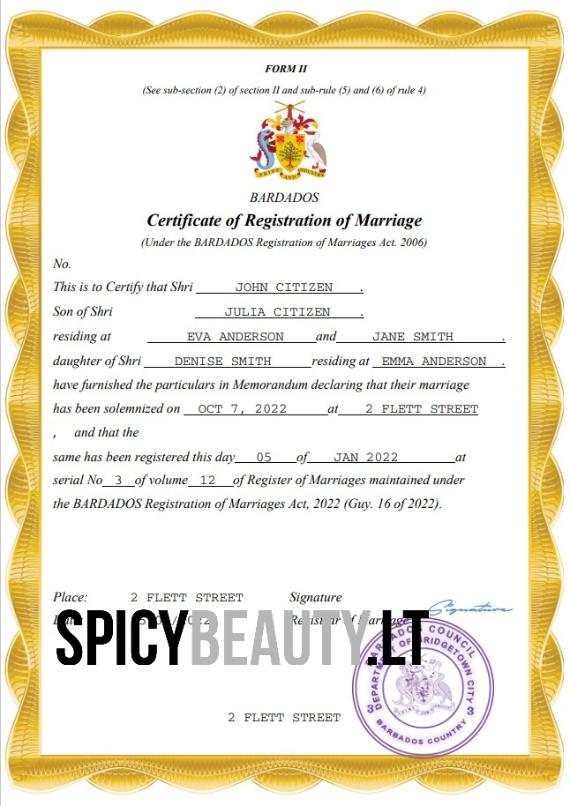 FORM II
(See sub-section (2) of section II and sub-rule (5) and (6) of rule 4)
PRIDE AND INDUSTRY
BARDADOS
Certificate of Registration of Marriage
(Under the BARDADOS Registration of Marriages Act. 2006)
No.
This is to Certify that Shri JOHN CITIZEN .
Son of Shri JULIA CITIZEN .
residing at EVA ANDERSON and JANE SMITH .
daughter of Shri DENISE SMITH residing at EMMA ANDERSON .
have furnished the particulars in Memorandum declaring that their marriage
has been solemnized on OCT 7, 2022 at 2 FLETT STREET
, and that the
same has been registered this day 05 of JAN 2022 at
serial No 3 of volume 12 of Register of Marriages maintained under
the BARDADOS Registration of Marriages Act, 2022 (Guy. 16 of 2022).
Place: 2 FLETT STREET Signature Signature
Registrar of Marriage
SPICYBEAUTY.LT
BARBADOS COUNCIL
DEPARTMENT OF BRIDGETOWN CITY
3 3
BARBADOS COUNTRY
2 FLETT STREET